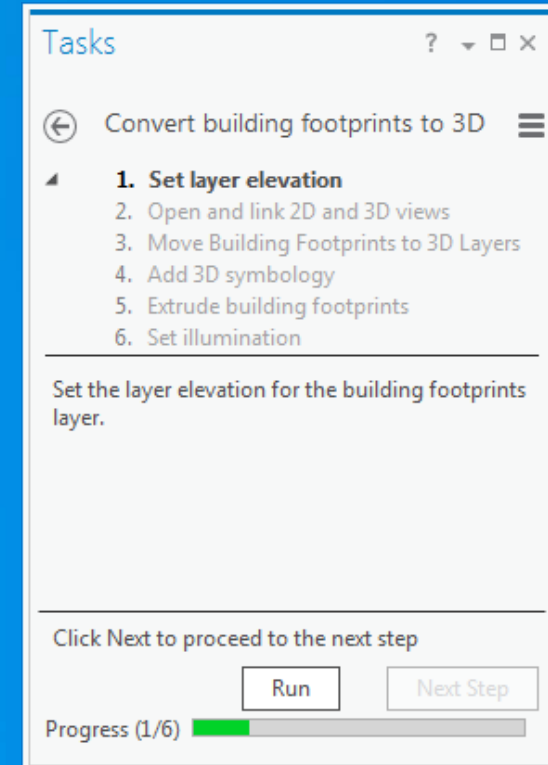 Tasks ?
Convert building footprints to 3D
1. Set layer elevation
2. Open and link 2D and 3D views
3. Move Building Footprints to 3D Layers
4. Add 3D symbology
5. Extrude building footprints
6. Set illumination
Set the layer elevation for the building footprints
layer.
Click Next to proceed to the next step
Run Next Step
Progress (1/6)